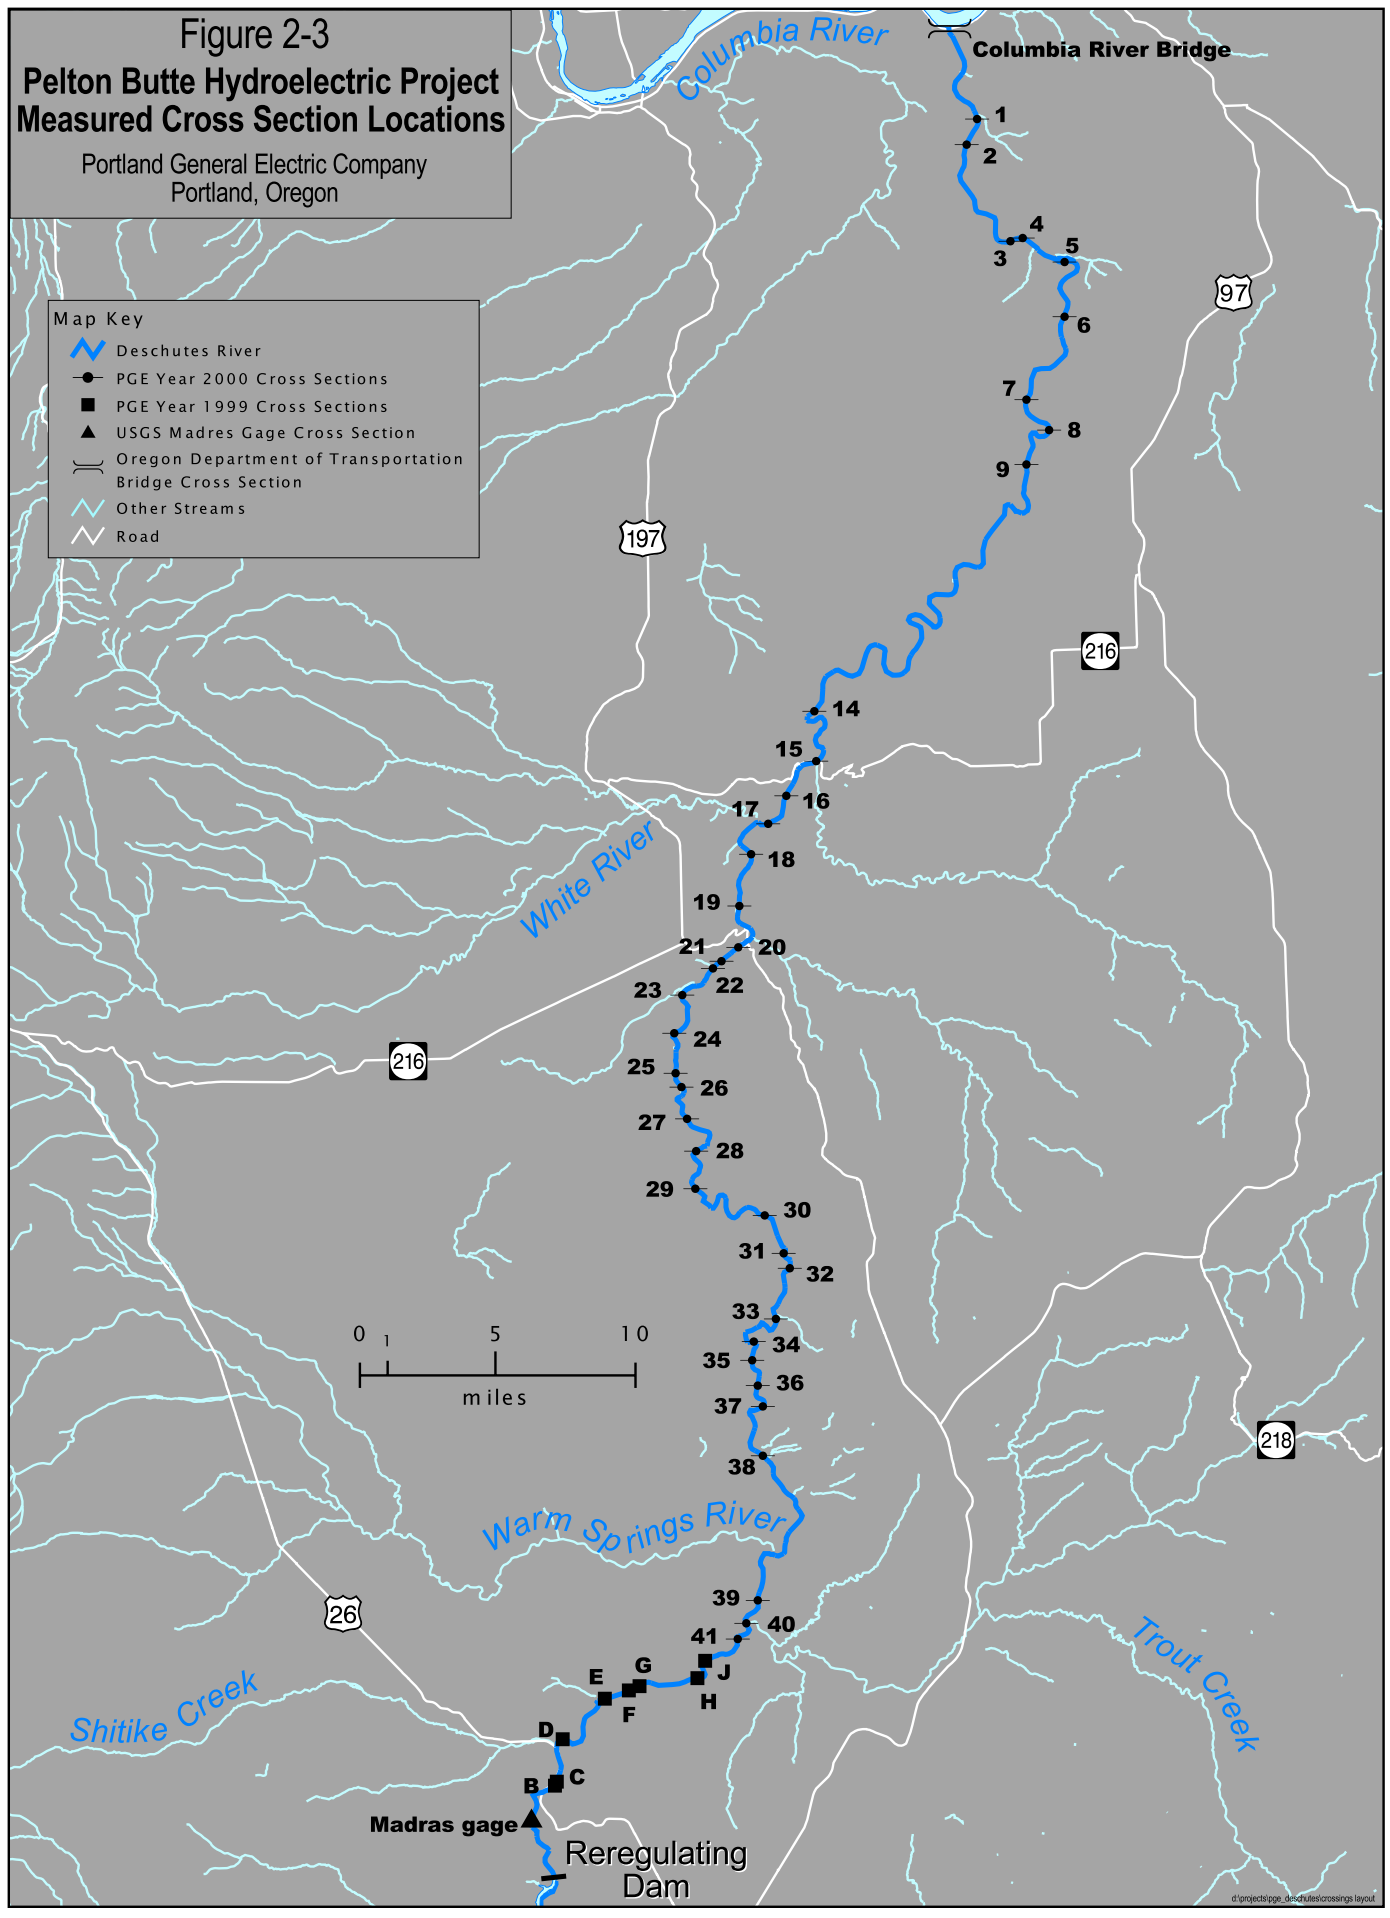 Figure 2-3
Pelton Butte Hydroelectric Project
Measured Cross Section Locations
Portland General Electric Company
Portland, Oregon
Columbia River
Columbia River Bridge
1
2
4
3
5
6
97
Map Key
Deschutes River
PGE Year 2000 Cross Sections
PGE Year 1999 Cross Sections
USGS Madres Gage Cross Section
Oregon Department of Transportation
Bridge Cross Section
Other Streams
Road
7
8
9
197
216
14
15
16
17
18
White River
19
20
21
22
23
24
216
25
26
27
28
29
30
31
32
33
34
35
36
37
38
0 1 5 10
miles
218
Warm Springs River
39
40
41
26
J
H
G
E
F
D
Shitike Creek
Trout Creek
C
B
Madras gage
Reregulating
Dam
d:\projects\pge_deschutes\crossings layout